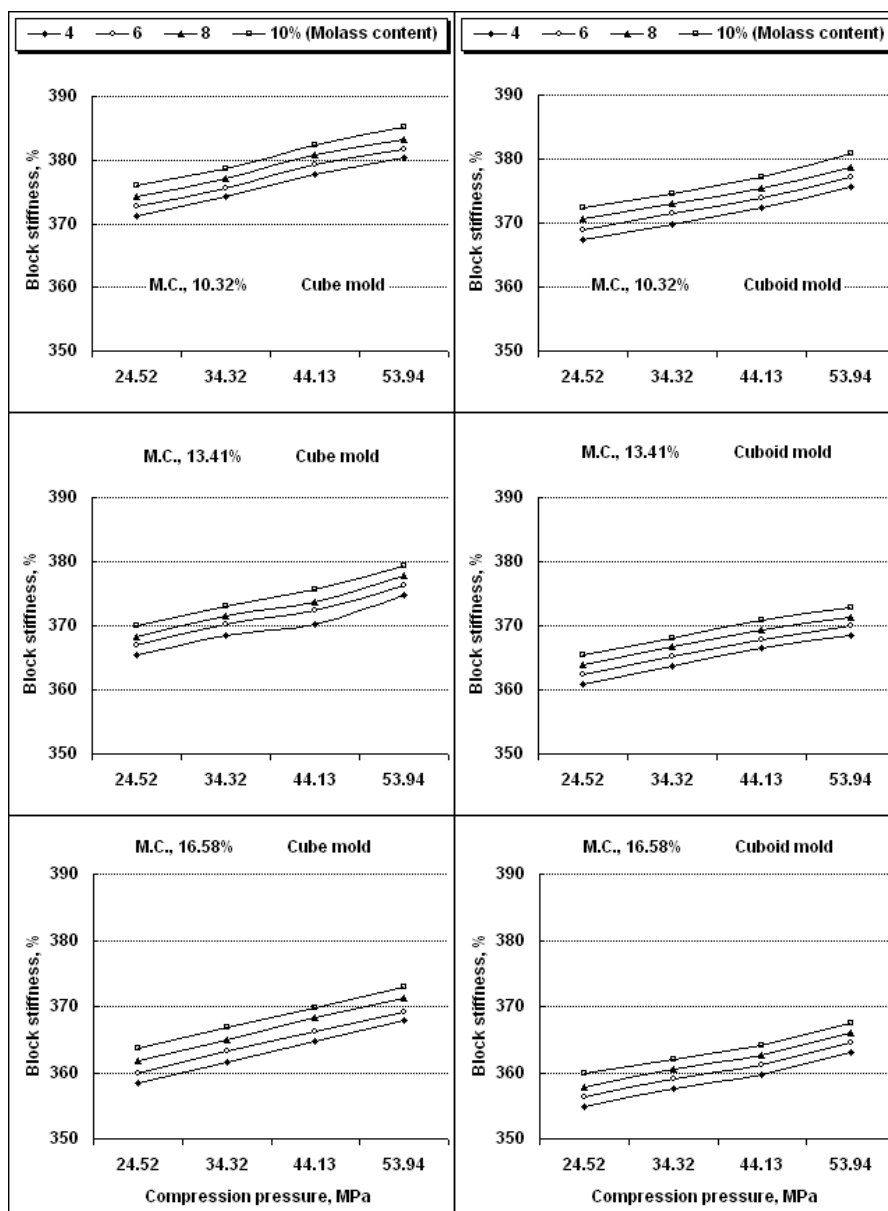 4 6 8 10% (Molass content)
4 6 8 10% (Molass content)
Block stiffness, %
390
380
370
360
350
M.C., 10.32% Cube mold
24.52 34.32 44.13 53.94
Block stiffness, %
390
380
370
360
350
M.C., 10.32% Cuboid mold
24.52 34.32 44.13 53.94
M.C., 13.41% Cube mold
Block stiffness, %
390
380
370
360
350
24.52 34.32 44.13 53.94
M.C., 13.41% Cuboid mold
Block stiffness, %
390
380
370
360
350
24.52 34.32 44.13 53.94
M.C., 16.58% Cube mold
Block stiffness, %
390
380
370
360
350
24.52 34.32 44.13 53.94
Compression pressure, MPa
M.C., 16.58% Cuboid mold
Block stiffness, %
390
380
370
360
350
24.52 34.32 44.13 53.94
Compression pressure, MPa